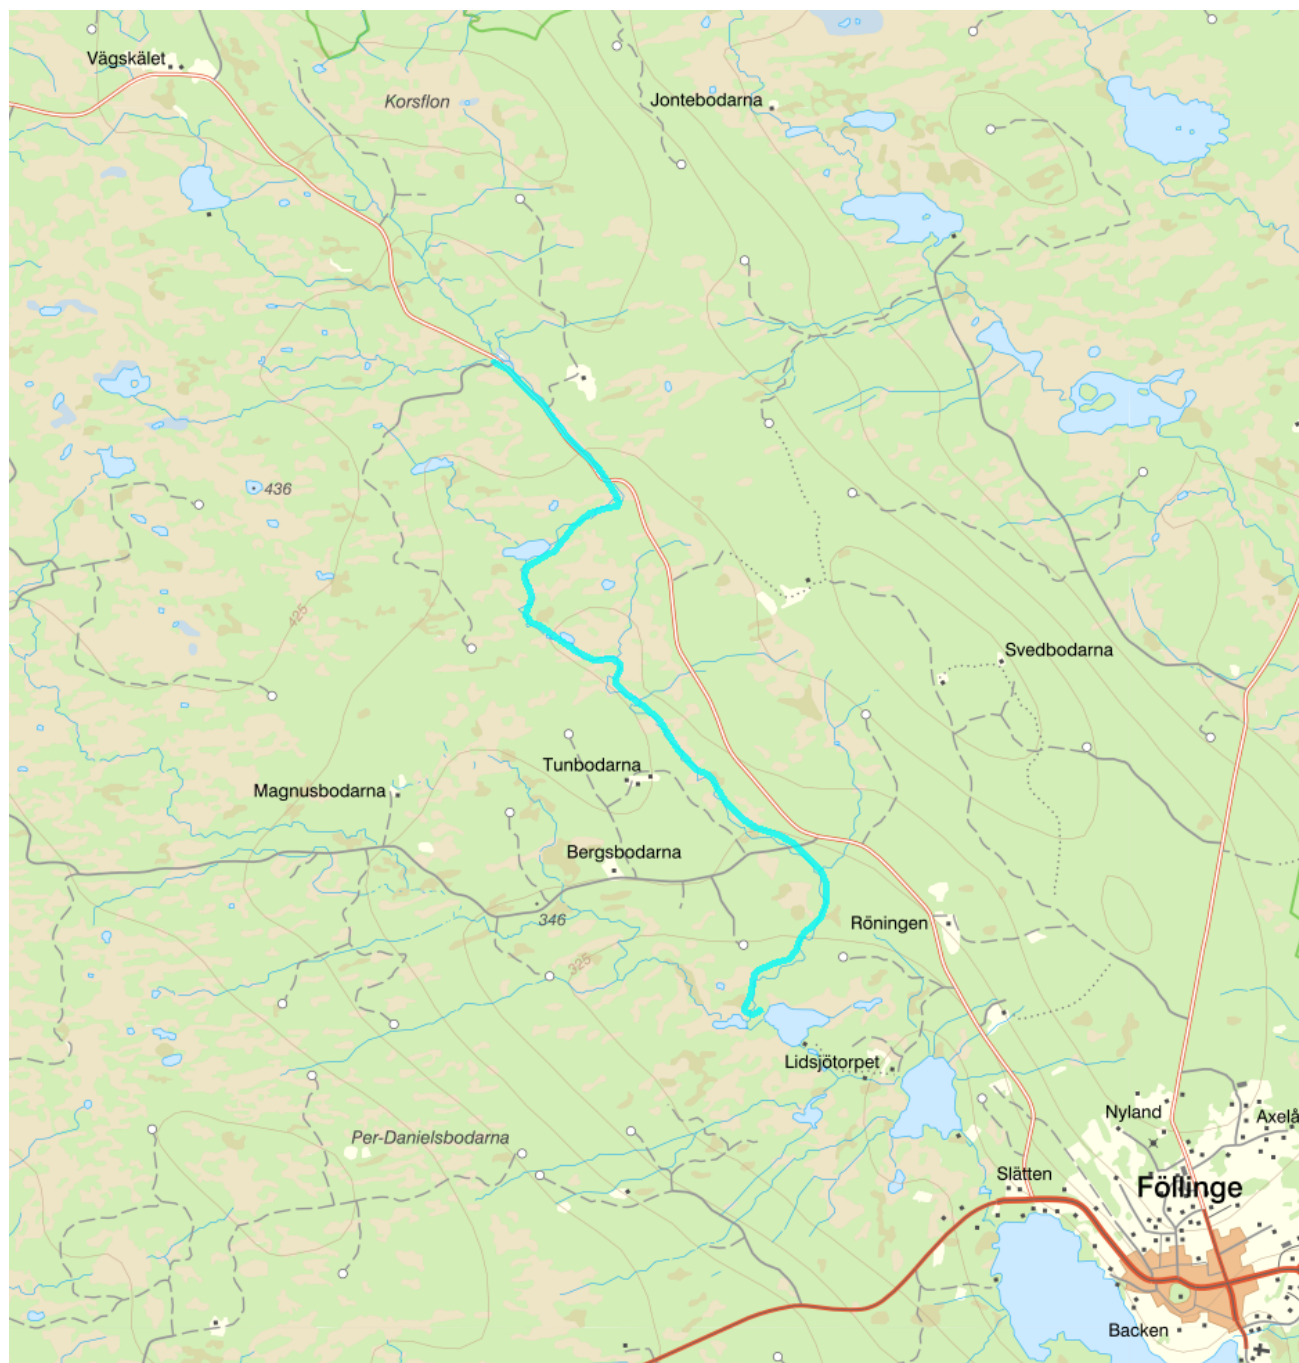 Vägskälet
Korsflon
Jontebodarna
436
425
Svedbodarna
Tunbodarna
Magnusbodarna
Bergsbodarna
346
Röningen
325
Lidsjötorpet
Nyland
Axelå
Per-Danielsbodarna
Slätten
Föllinge
Backen